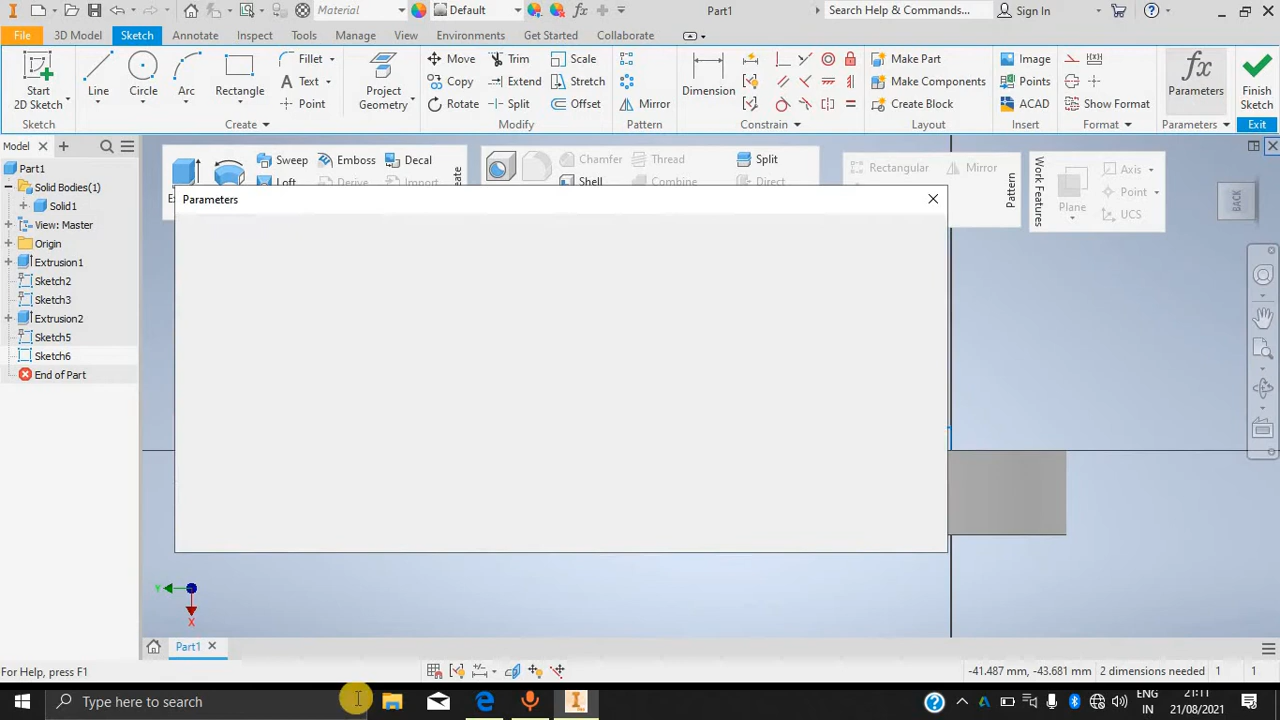 Material
Default
fx
Part1
Search Help & Commands...
Sign In
File
3D Model
Sketch
Annotate
Inspect
Tools
Manage
View
Environments
Get Started
Collaborate
Start
2D Sketch
Line
Circle
Arc
Rectangle
Fillet
Text
Point
Project
Geometry
Move
Copy
Rotate
Trim
Extend
Split
Scale
Stretch
Offset
Mirror
Dimension
Make Part
Make Components
Create Block
Image
Points
ACAD
Show Format
fx
Parameters
Finish
Sketch
Sketch
Create
Modify
Pattern
Constrain
Layout
Insert
Format
Parameters
Exit
Model
Part1
Solid Bodies(1)
Solid1
View: Master
Origin
Extrusion1
Sketch2
Sketch3
Extrusion2
Sketch5
Sketch6
End of Part
Sweep
Emboss
Decal
Loft
Derive
Import
Chamfer
Thread
Split
Shell
Combine
Direct
Rectangular
Mirror
Pattern
Work Features
Plane
Axis
Point
UCS
BACK
Parameters
Y
X
Part1
For Help, press F1
-41.487 mm, -43.681 mm
2 dimensions needed
1
1
Type here to search
ENG
IN
21:11
21/08/2021